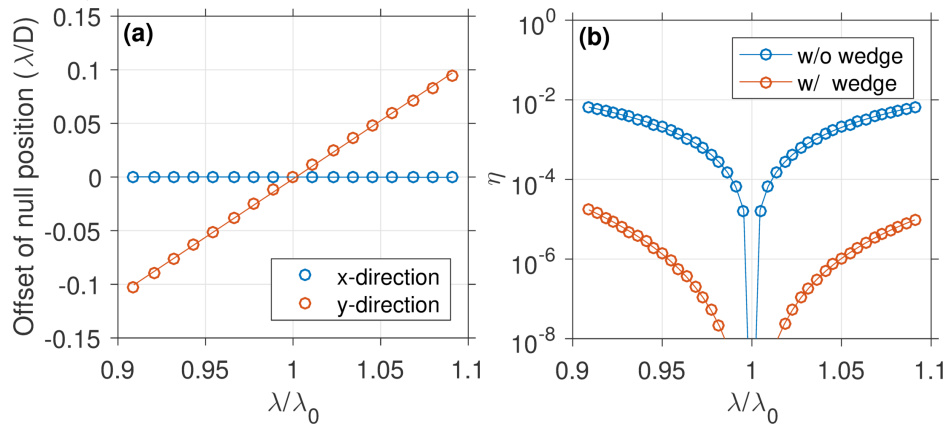 (a)
Offset of null position ( λ/D)
0.15
0.1
0.05
0
-0.05
-0.1
-0.15
0.9
0.95
1
1.05
1.1
λ/λ0
x-direction
y-direction
(b)
η
10^0
10^-2
10^-4
10^-6
10^-8
0.9
0.95
1
1.05
1.1
λ/λ0
w/o wedge
w/ wedge